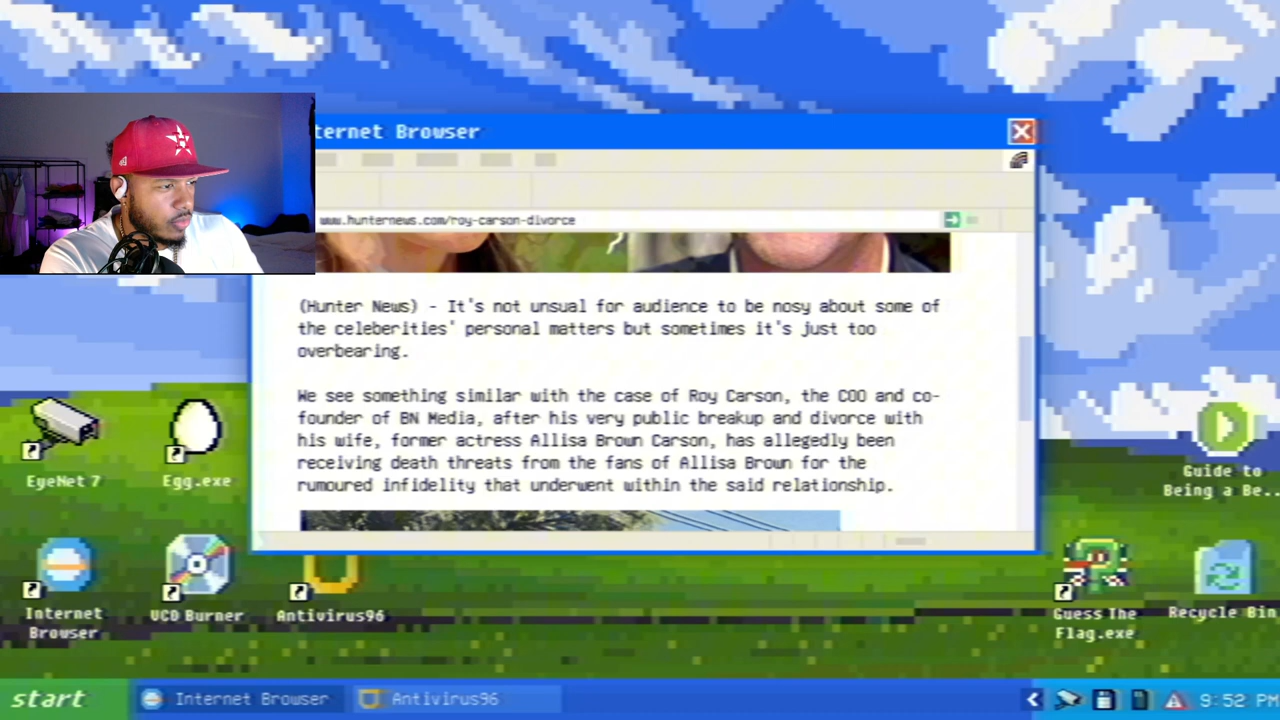 ternet Browser
www.hunternews.com/roy-carson-divorce
(Hunter News) - It's not unsual for audience to be nosy about some of
the celeberities' personal matters but sometimes it's just too
overbearing.
We see something similar with the case of Roy Carson, the COO and co-
founder of BN Media, after his very public breakup and divorce with
his wife, former actress Allisa Brown Carson, has allegedly been
receiving death threats from the fans of Allisa Brown for the
rumoured infidelity that underwent within the said relationship.
EyeNet 7
Egg.exe
Guide to
Being a Be..
Internet
Browser
VCD Burner
Antivirus96
Guess The
Flag.exe
Recycle Bin
start
Internet Browser
Antivirus96
9:52 PM